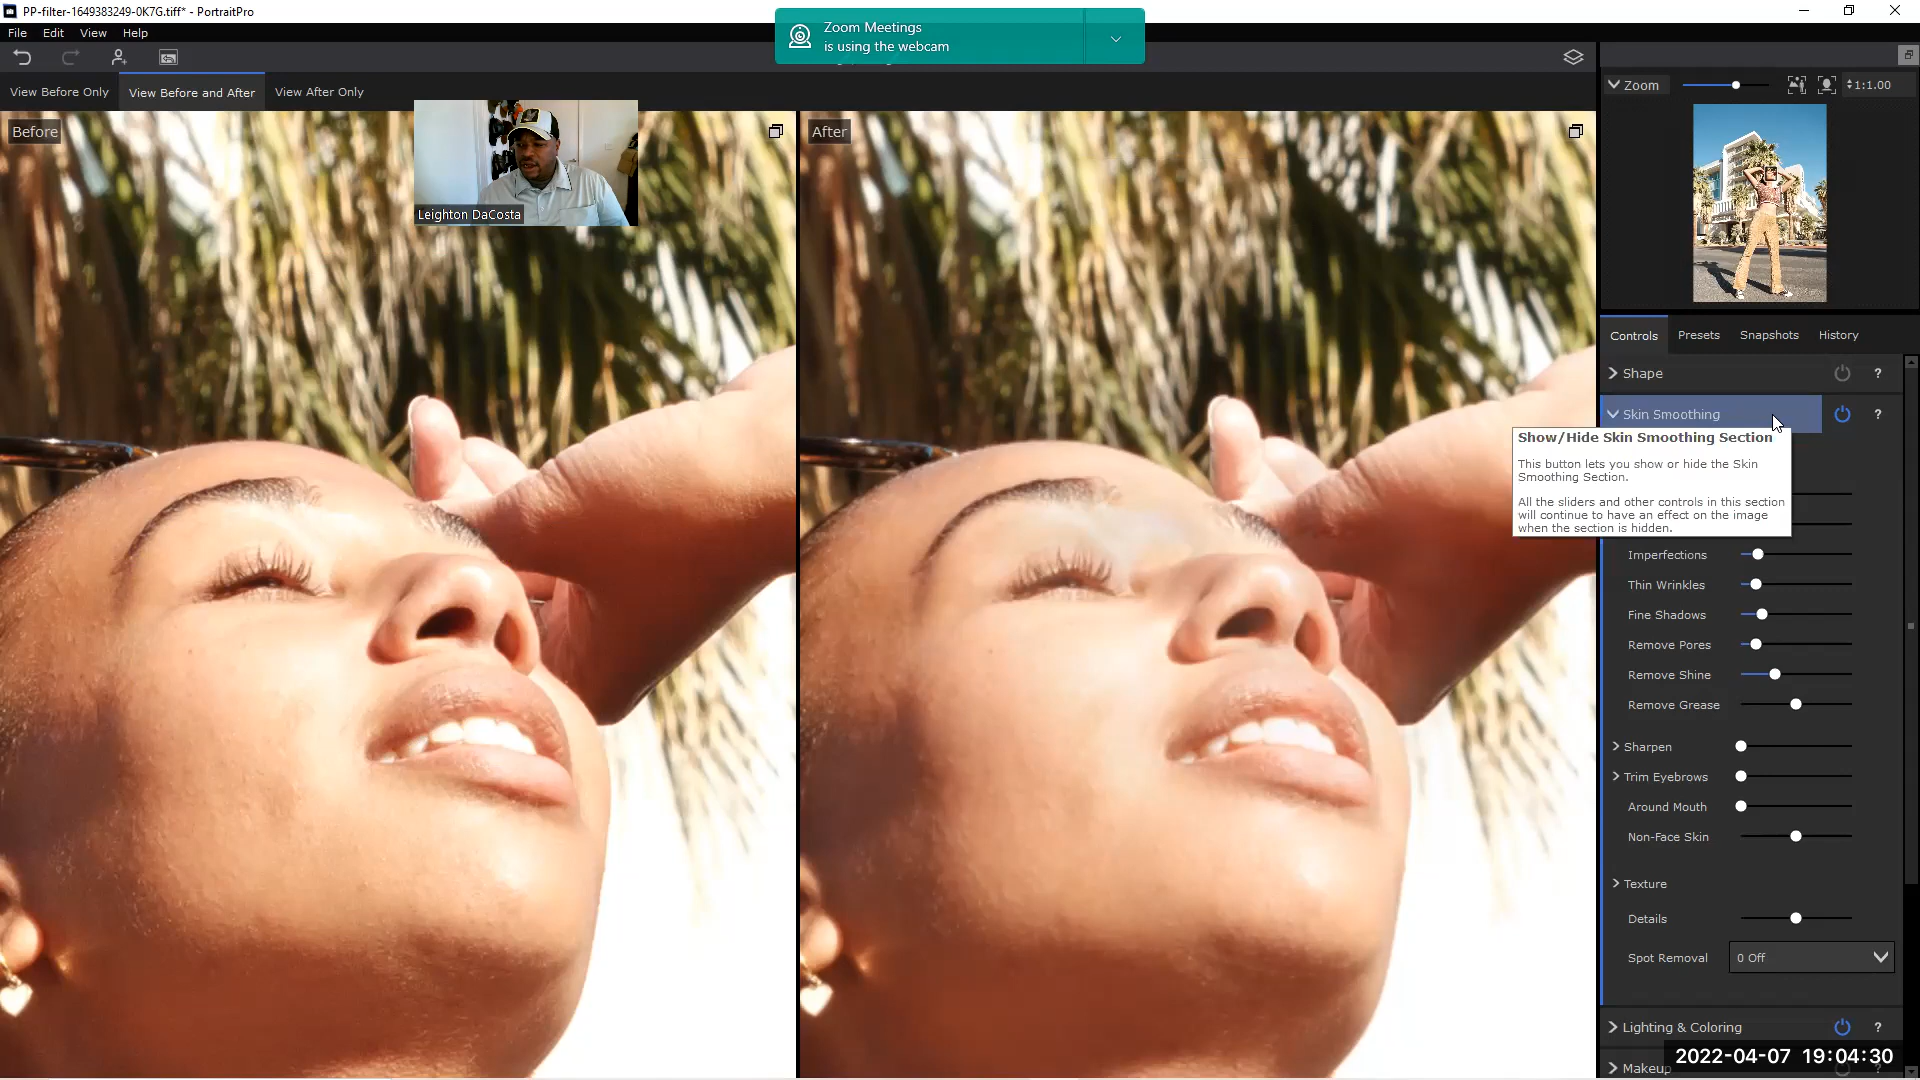 PP-filter-1649383249-0K7G.tiff* - PortraitPro
File Edit View Help
Zoom Meetings
is using the webcam
View Before Only View Before and After View After Only
Before
After
Leighton DaCosta
Zoom 1:1.00
Controls Presets Snapshots History
Shape ?
Skin Smoothing ?
Show/Hide Skin Smoothing Section
This button lets you show or hide the Skin
Smoothing Section.
All the sliders and other controls in this section
will continue to have an effect on the image
when the section is hidden.
Imperfections
Thin Wrinkles
Fine Shadows
Remove Pores
Remove Shine
Remove Grease
Sharpen
Trim Eyebrows
Around Mouth
Non-Face Skin
Texture
Details
Spot Removal 0 Off
Lighting & Coloring ?
2022-04-07 19:04:30
Makeup ?